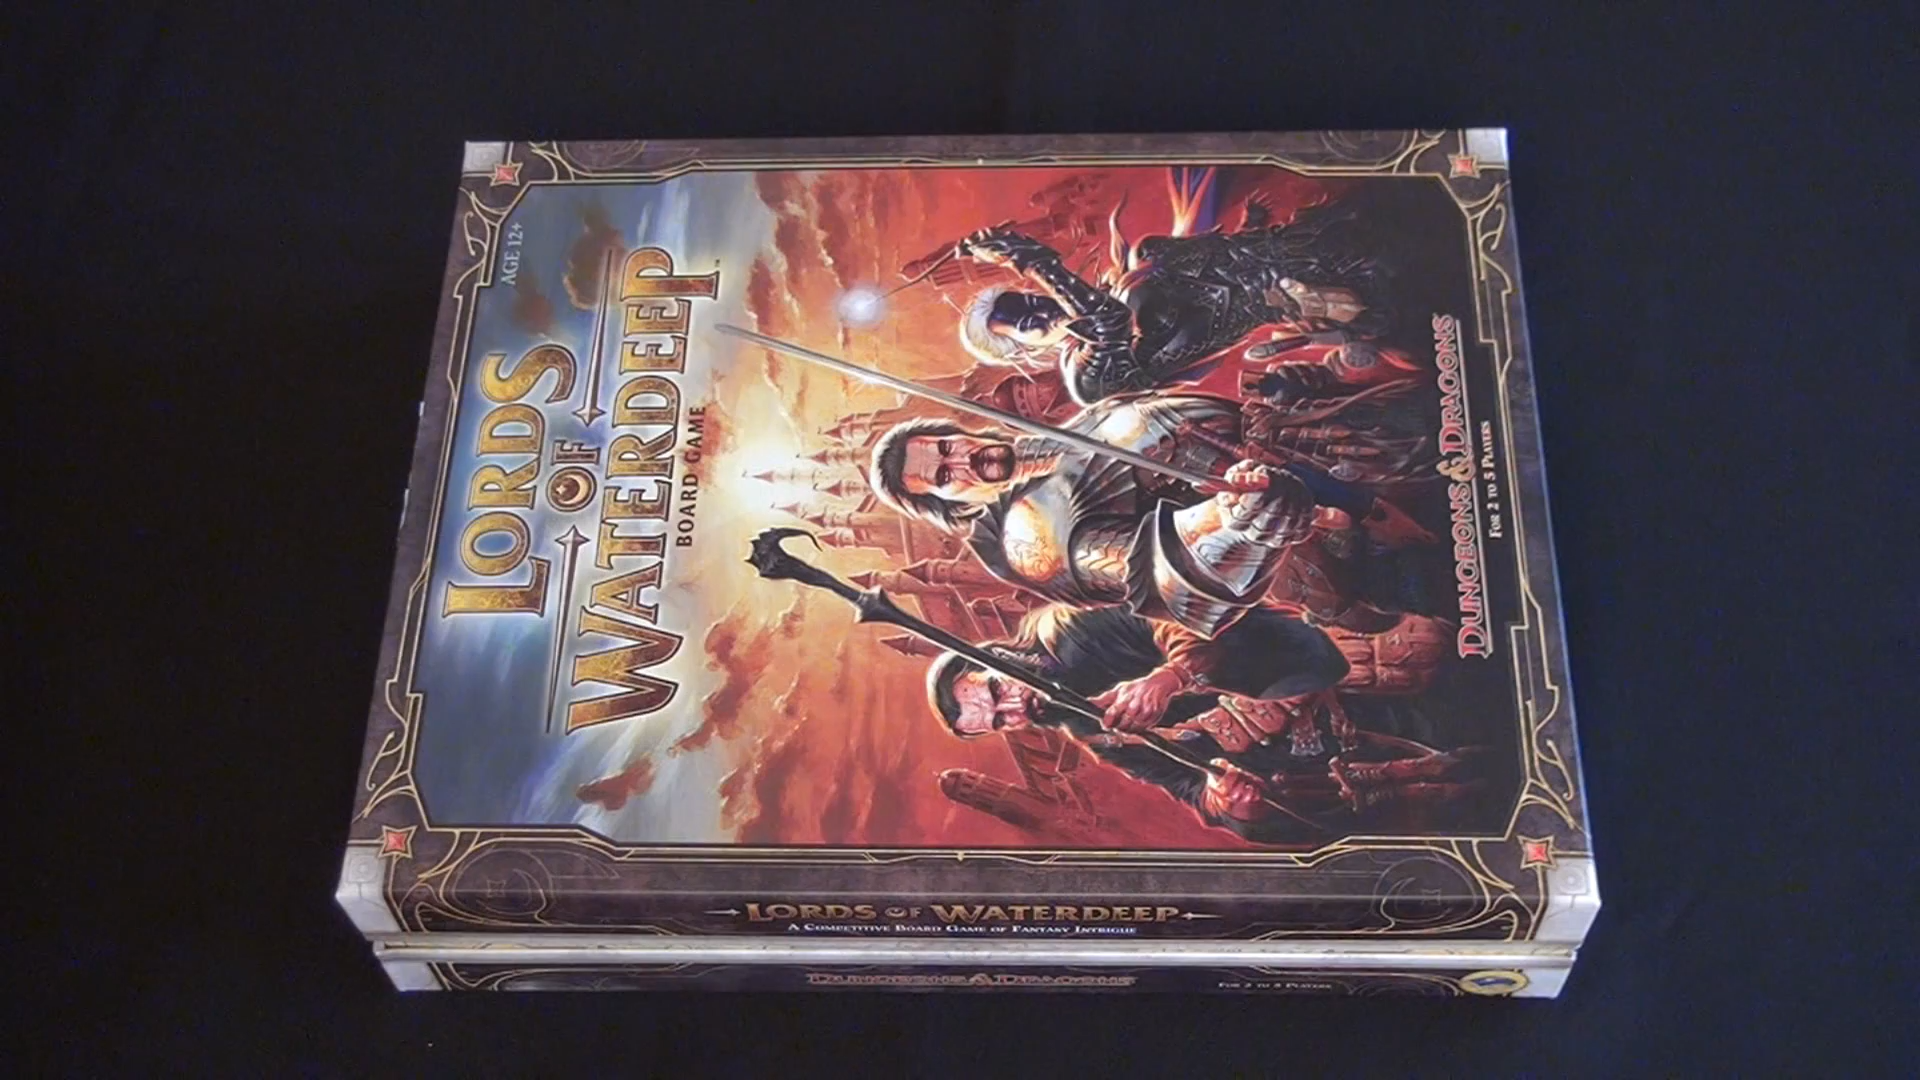 AGE 12+
LORDS
OF
WATERDEEP™
BOARD GAME
DUNGEONS & DRAGONS
FOR 2 TO 5 PLAYERS
LORDS OF WATERDEEP
A COMPETITIVE BOARD GAME OF FANTASY INTRIGUE
DUNGEONS & DRAGONS
FOR 2 TO 5 PLAYERS